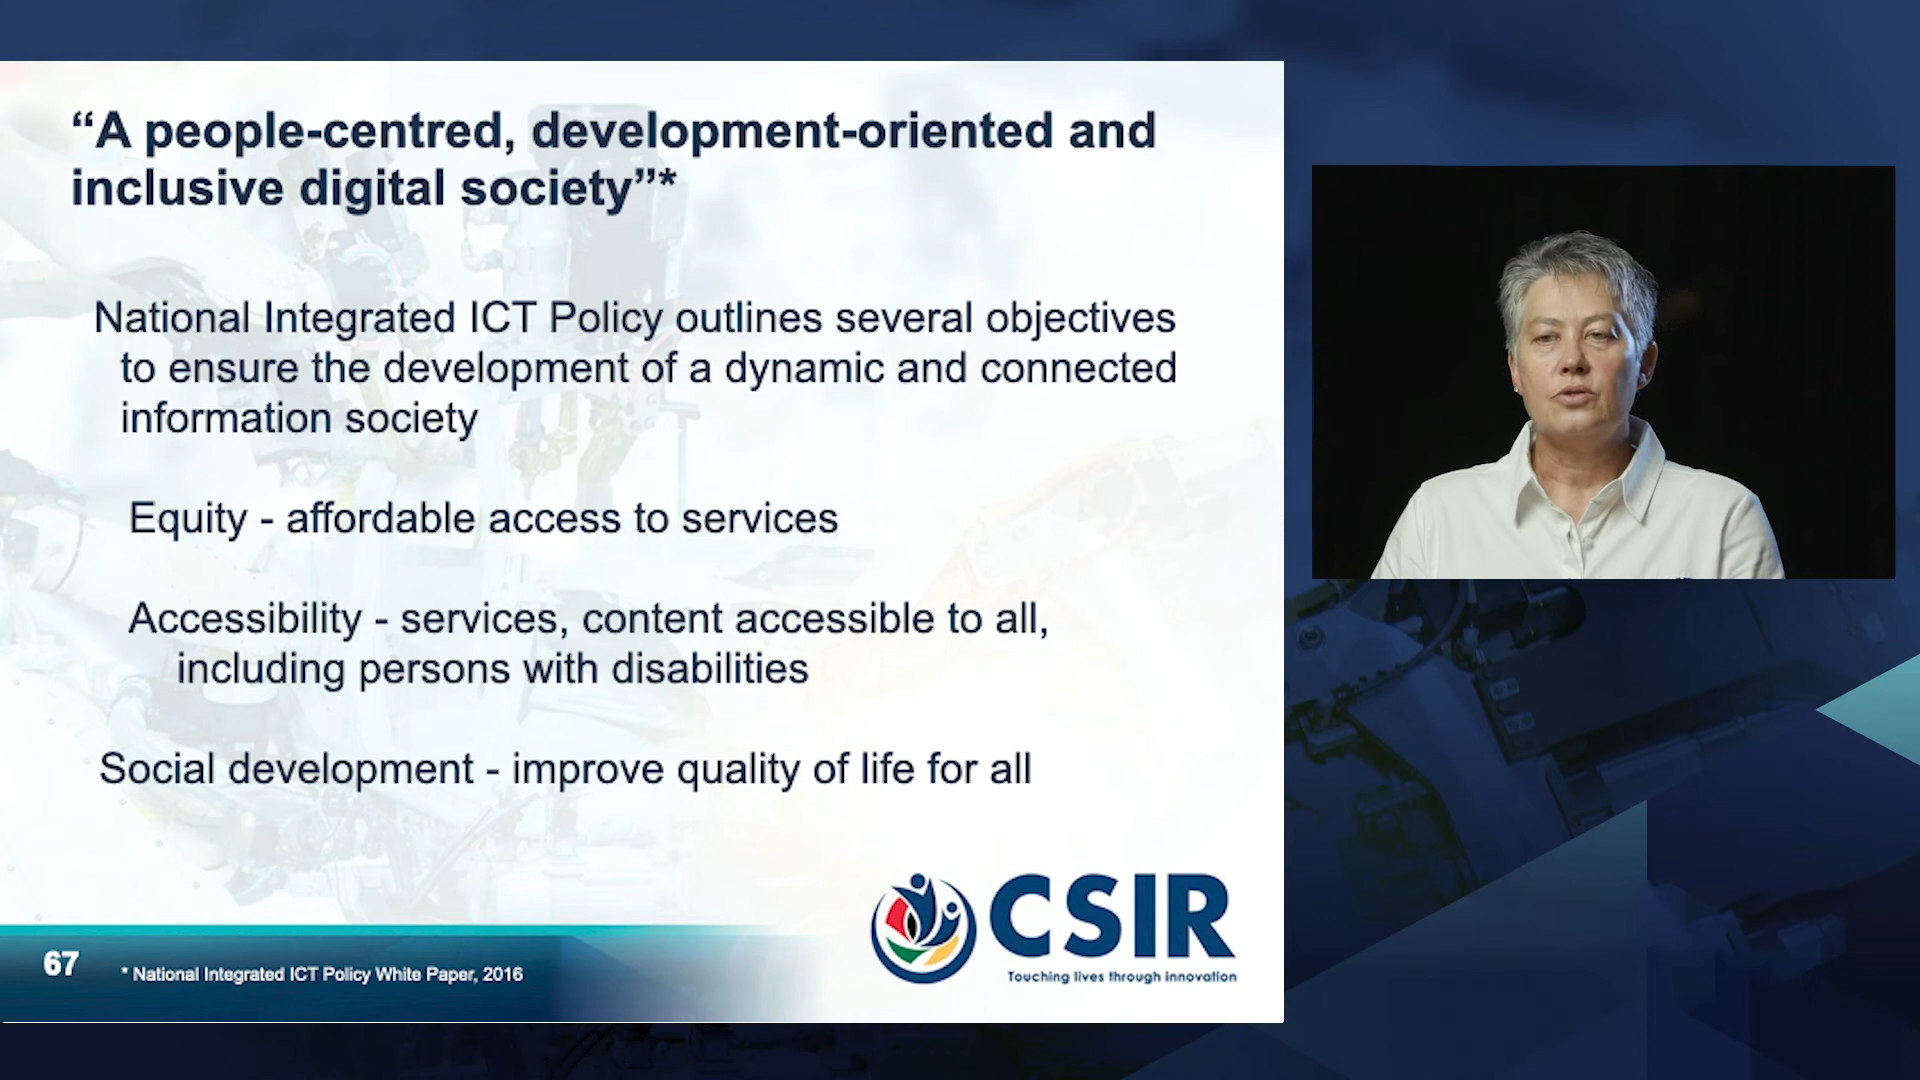 “A people-centred, development-oriented and
inclusive digital society”*
National Integrated ICT Policy outlines several objectives
to ensure the development of a dynamic and connected
information society
Equity - affordable access to services
Accessibility - services, content accessible to all,
including persons with disabilities
Social development - improve quality of life for all
CSIR
Touching lives through innovation
67
* National Integrated ICT Policy White Paper, 2016